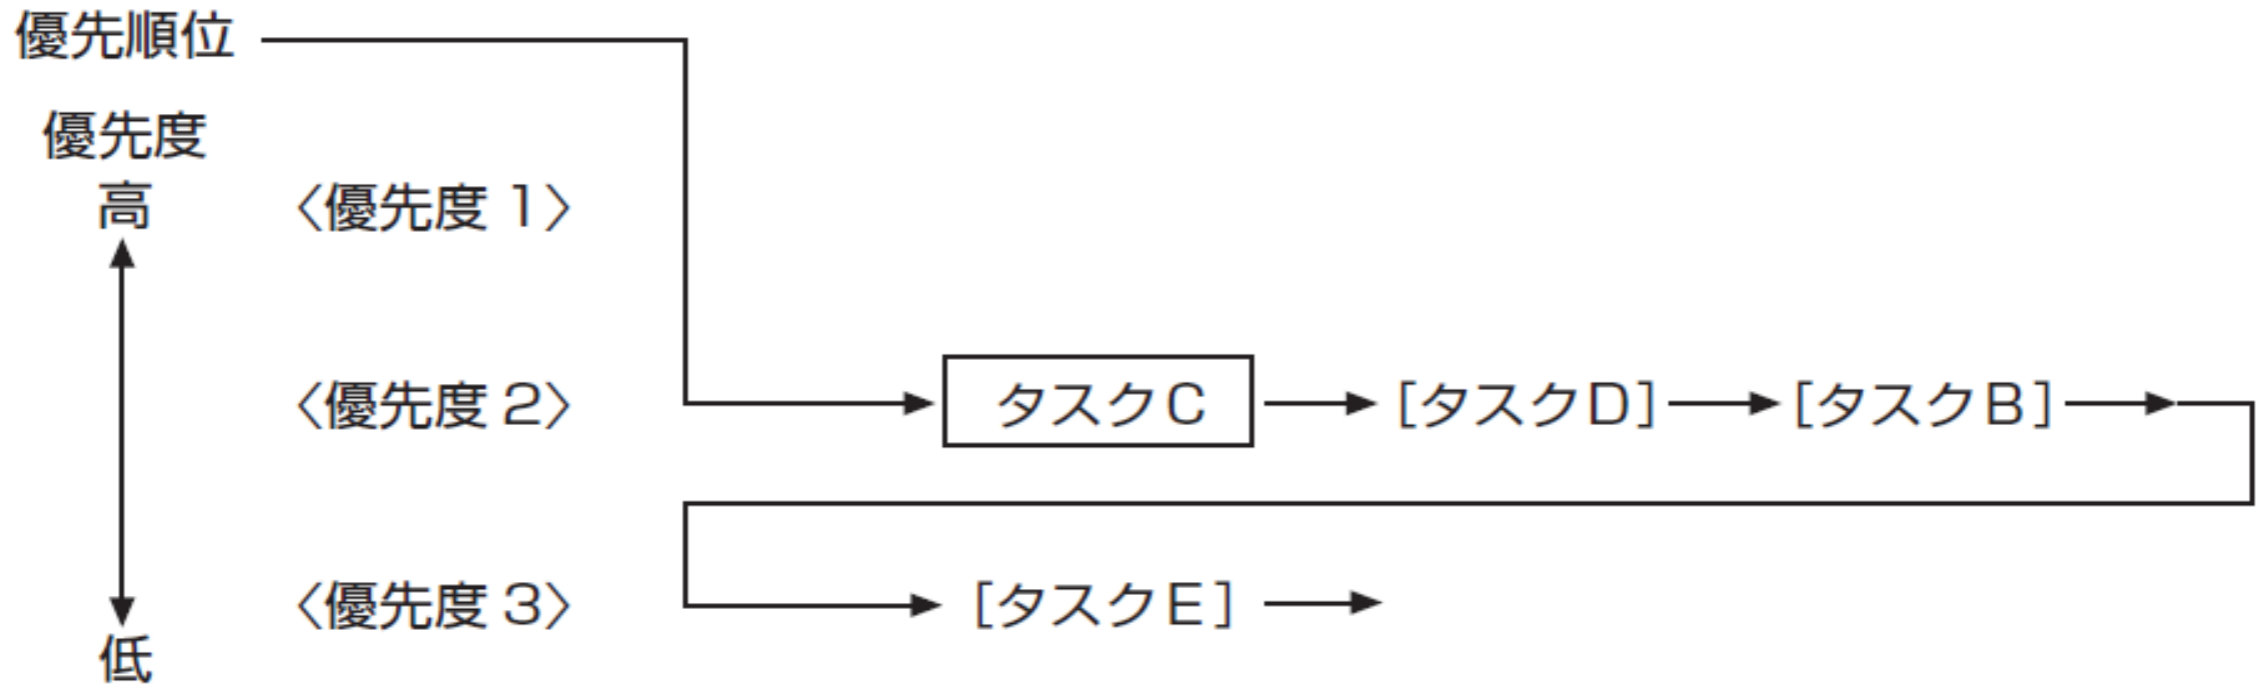 優先順位
優先度
高
〈優先度1〉
〈優先度2〉
タスクC
[タスクD]
[タスクB]
〈優先度3〉
[タスクE]
低